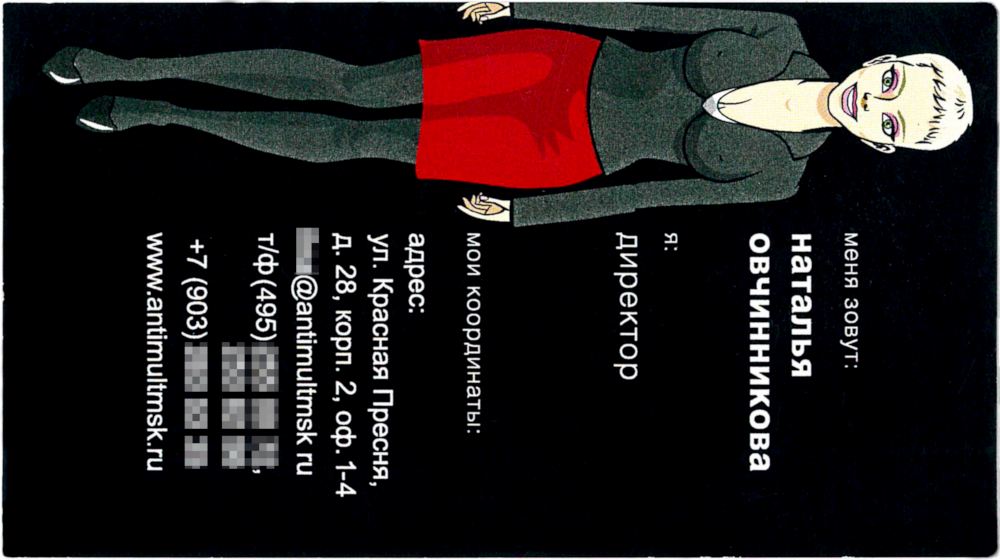 меня зовут:
наталья
овчинникова
я:
директор
мои координаты:
адрес:
ул. Красная Пресня,
д. 28, корп. 2, оф. 1-4
@antimultmsk ru
т/ф (495)
,
+7 (903)
www.antimultmsk.ru